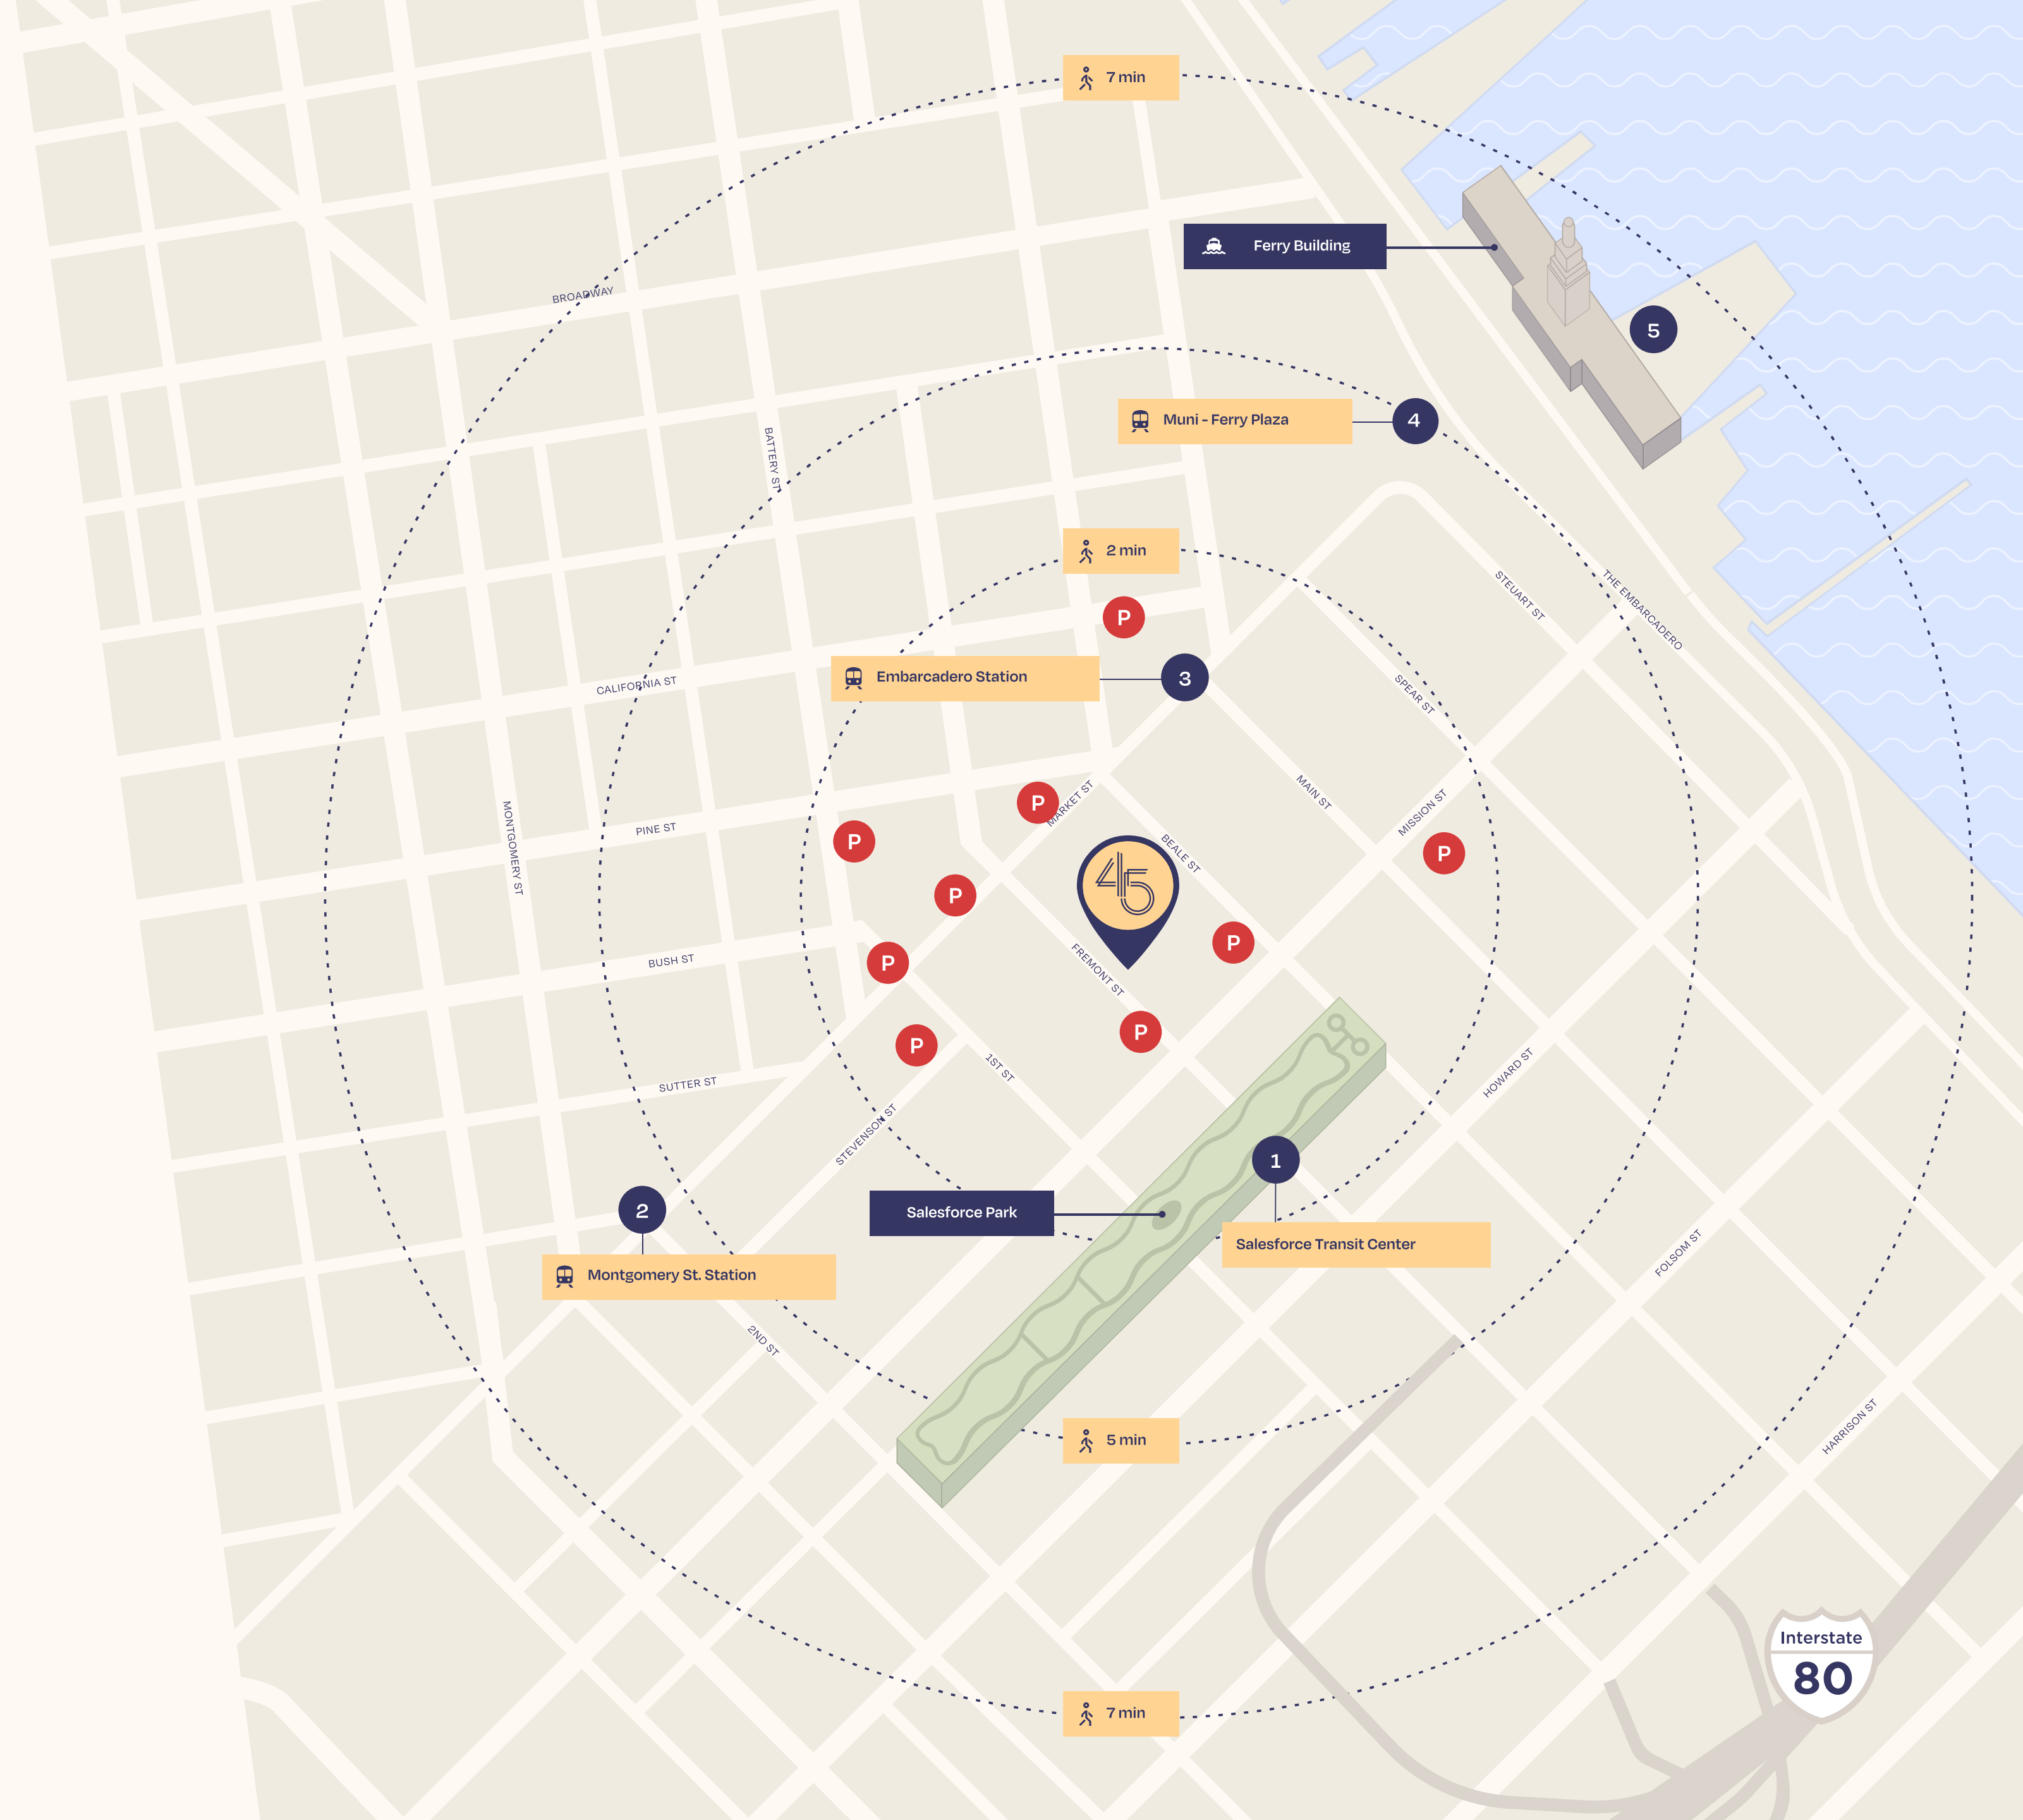 7 min
Ferry Building
BROADWAY
5
Muni - Ferry Plaza
4
BATTERY ST
2 min
STEUART ST
THE EMBARCADERO
P
Embarcadero Station
3
CALIFORNIA ST
SPEAR ST
MAIN ST
P
MARKET ST
MISSION ST
PINE ST
P
MONTGOMERY ST
BEALE ST
P
45
P
P
P
BUSH ST
P
FREMONT ST
P
P
1ST ST
SUTTER ST
HOWARD ST
STEVENSON ST
1
2
Salesforce Park
Salesforce Transit Center
FOLSOM ST
Montgomery St. Station
2ND ST
5 min
HARRISON ST
Interstate
80
7 min